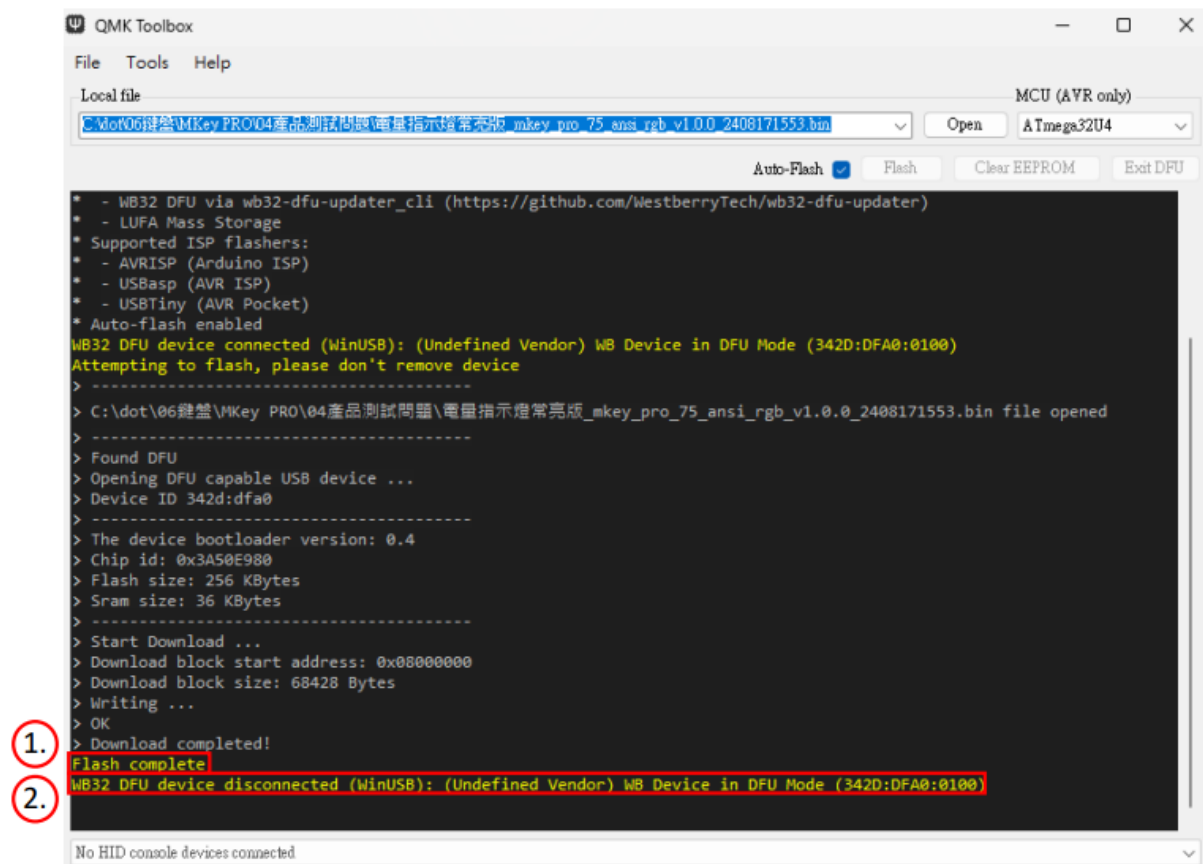 QMK Toolbox
File Tools Help
Local file
MCU (AVR only)
C:\dot\06鍵盤\MKey PRO\04產品測試問題\電量指示燈常亮版_mkey_pro_75_ansi_rgb_v1.0.0_2408171553.bin
Open
ATmega32U4
Auto-Flash
Flash
Clear EEPROM
Exit DFU
* - WB32 DFU via wb32-dfu-updater_cli (https://github.com/WestberryTech/wb32-dfu-updater)
* - LUFA Mass Storage
* Supported ISP flashers:
* - AVRISP (Arduino ISP)
* - USBasp (AVR ISP)
* - USBTiny (AVR Pocket)
* Auto-flash enabled
WB32 DFU device connected (WinUSB): (Undefined Vendor) WB Device in DFU Mode (342D:DFA0:0100)
Attempting to flash, please don't remove device
> ----------------------------------------
> C:\dot\06鍵盤\MKey PRO\04產品測試問題\電量指示燈常亮版_mkey_pro_75_ansi_rgb_v1.0.0_2408171553.bin file opened
> ----------------------------------------
> Found DFU
> Opening DFU capable USB device ...
> Device ID 342d:dfa0
> ----------------------------------------
> The device bootloader version: 0.4
> Chip id: 0x3A50E980
> Flash size: 256 KBytes
> Sram size: 36 KBytes
> ----------------------------------------
> Start Download ...
> Download block start address: 0x08000000
> Download block size: 68428 Bytes
> Writing ...
> OK
> Download completed!
1.
Flash complete
2.
WB32 DFU device disconnected (WinUSB): (Undefined Vendor) WB Device in DFU Mode (342D:DFA0:0100)
No HID console devices connected